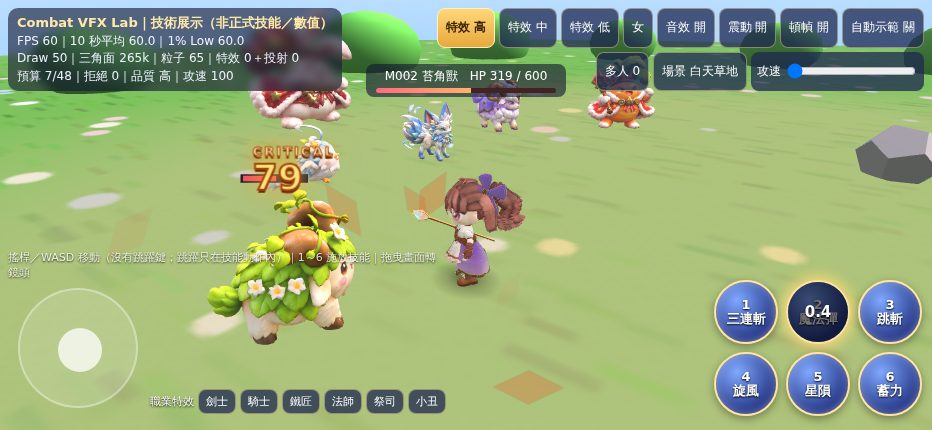 Combat VFX Lab｜技術展示（非正式技能／數值）
FPS 60｜10 秒平均 60.0｜1% Low 60.0
Draw 50｜三角面 265k｜粒子 65｜特效 0＋投射 0
預算 7/48｜拒絕 0｜品質 高｜攻速 100
特效 高
特效 中
特效 低
女
音效 開
震動 開
頓幀 開
自動示範 關
多人 0
場景 白天草地
攻速
M002 苔角獸 HP 319 / 600
CRITICAL
79
搖桿／WASD 移動（沒有跳躍鍵；跳躍只在技能動作內）｜1～6 施放技能｜拖曳畫面轉
鏡頭
1
三連斬
2
魔法彈
0.4
3
跳斬
4
旋風
5
星隕
6
蓄力
職業特效
劍士
騎士
鐵匠
法師
祭司
小丑